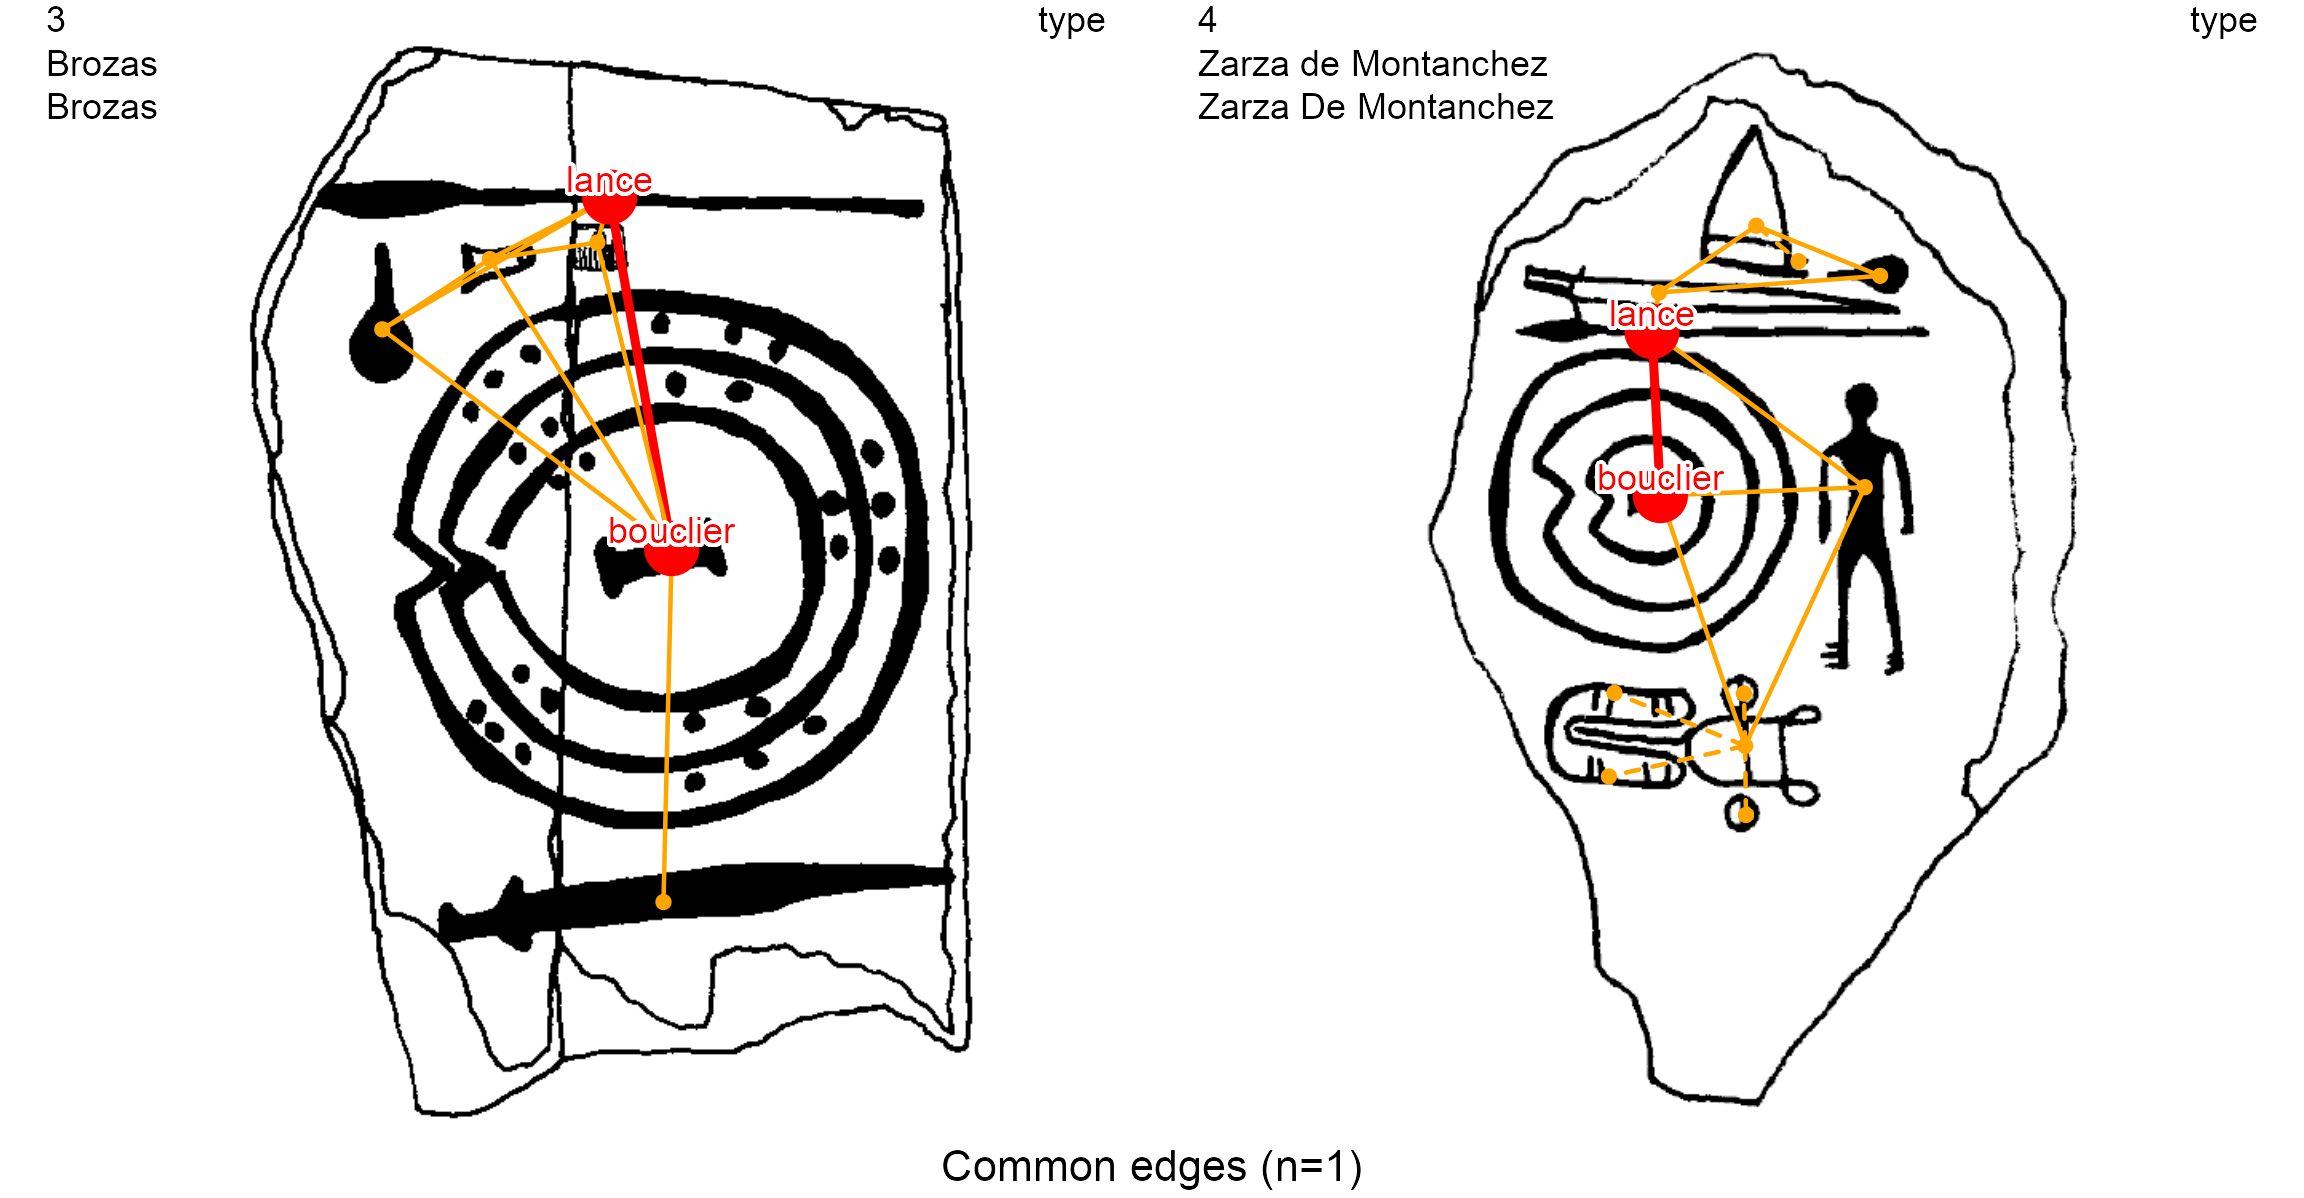 3
Brozas
Brozas
type
lance
bouclier
4
Zarza de Montanchez
Zarza De Montanchez
type
lance
bouclier
Common edges (n=1)